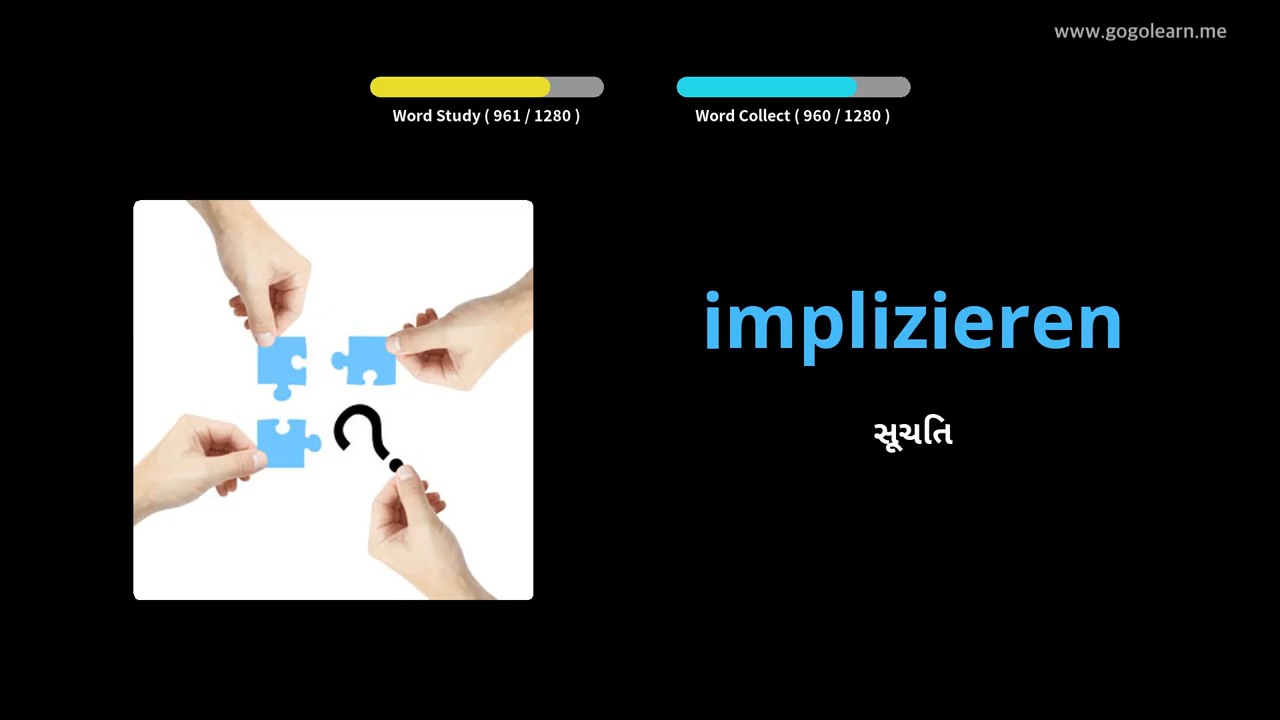 www.gogolearn.me
Word Study ( 961 / 1280 )
Word Collect ( 960 / 1280 )
implizieren
સૂચતિ